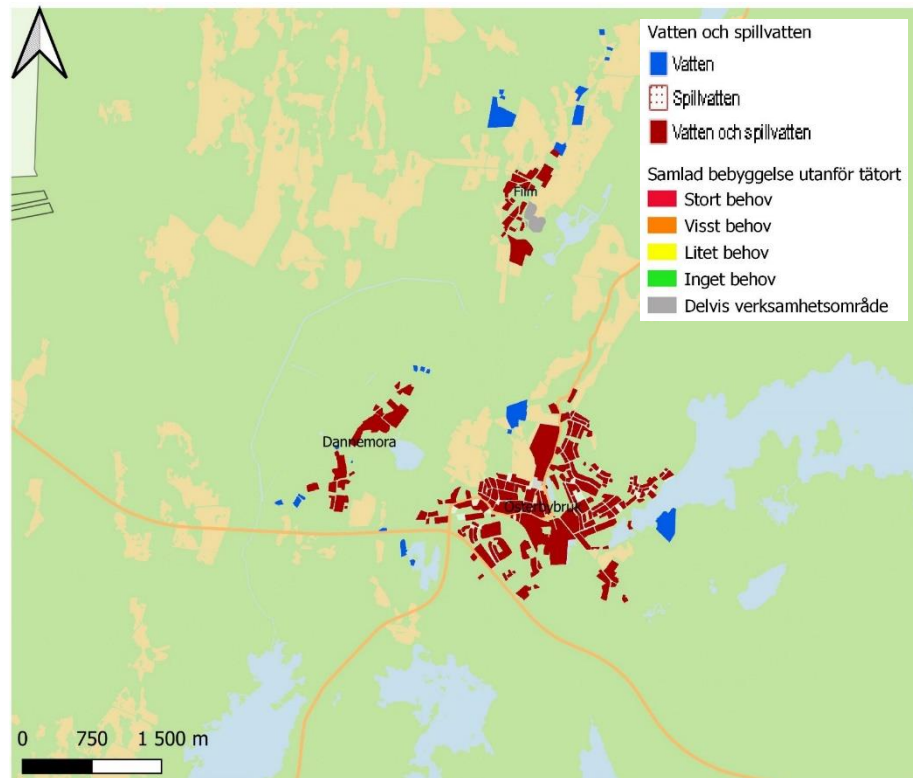 Vatten och spillvatten
Vatten
Spillvatten
Vatten och spillvatten
Samlad bebyggelse utanför tätort
Stort behov
Visst behov
Litet behov
Inget behov
Delvis verksamhetsområde
Film
Dannemora
Österbybruk
0 750 1 500 m